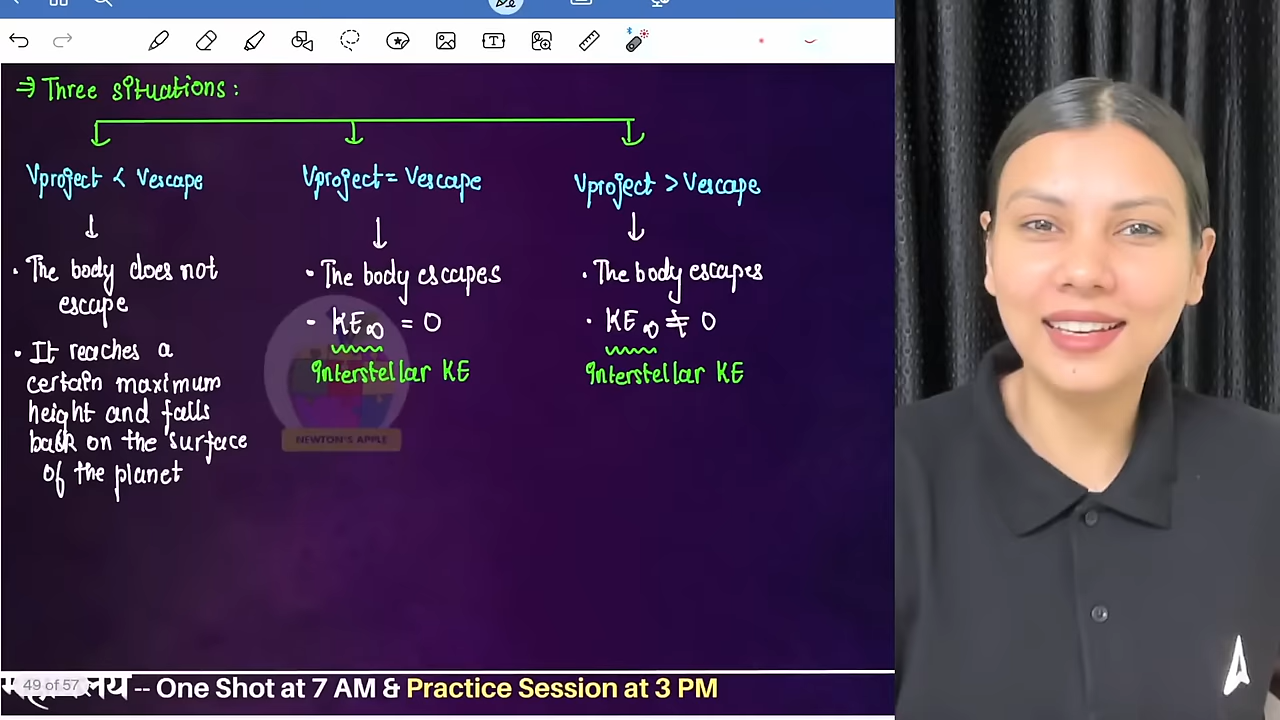 ⇒ Three situations:
Vproject < Vescape
Vproject = Vescape
Vproject > Vescape
↓
↓
↓
• The body does not
escape
• It reaches a
certain maximum
height and falls
back on the surface
of the planet
• The body escapes
• KE∞ = 0
Interstellar KE
• The body escapes
• KE∞ ≠ 0
Interstellar KE
NEWTON'S APPLE
49 of 57
-- One Shot at 7 AM & Practice Session at 3 PM